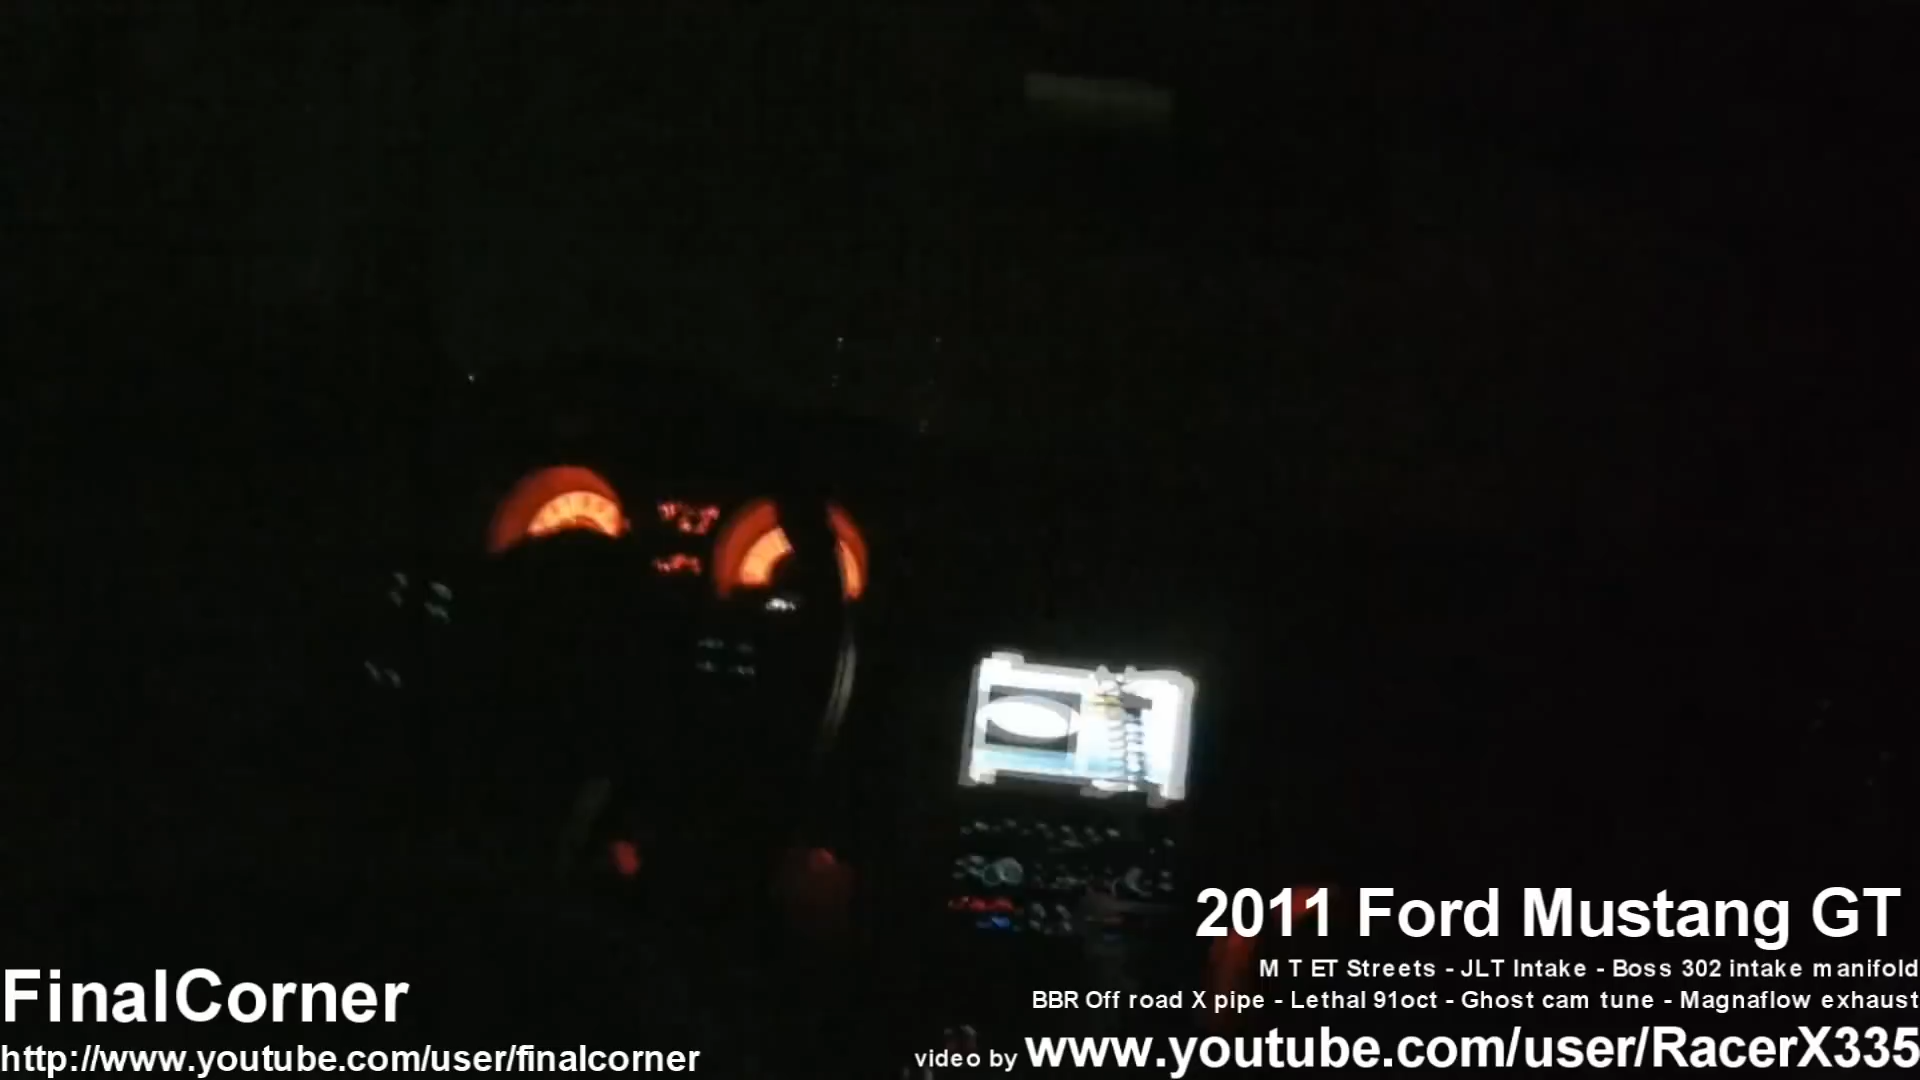 2011 Ford Mustang GT
M T ET Streets - JLT Intake - Boss 302 intake manifold
BBR Off road X pipe - Lethal 91oct - Ghost cam tune - Magnaflow exhaust
video by www.youtube.com/user/RacerX335
FinalCorner
http://www.youtube.com/user/finalcorner